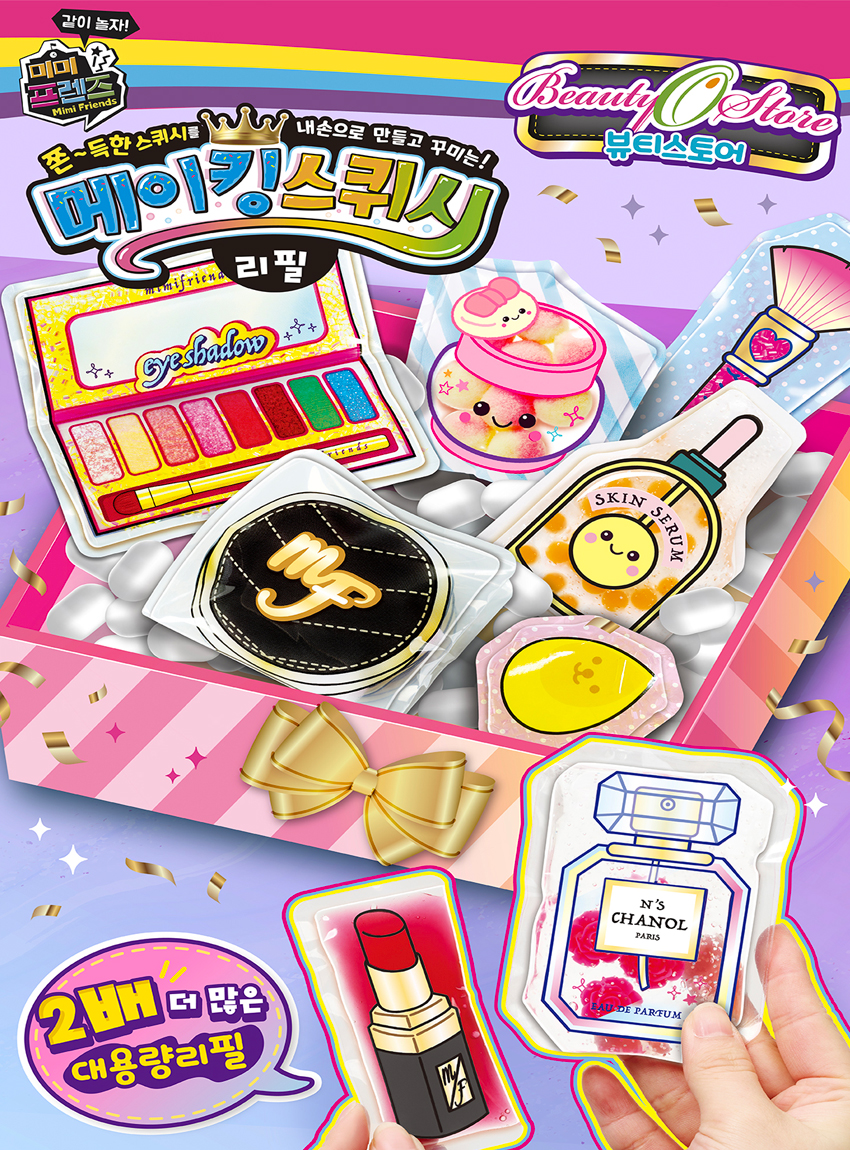 같이 놀자!
미미
프렌즈
Mimi Friends
Beauty Store
뷰티스토어
쫀~득한 스퀴시를 내손으로 만들고 꾸미는!
메이킹스퀴시
리필
mimifriend
eye shadow
friends
SKIN SERUM
mf
N'S
CHANOL
PARIS
EAU DE PARFUM
2배 더 많은
대용량리필
m/F